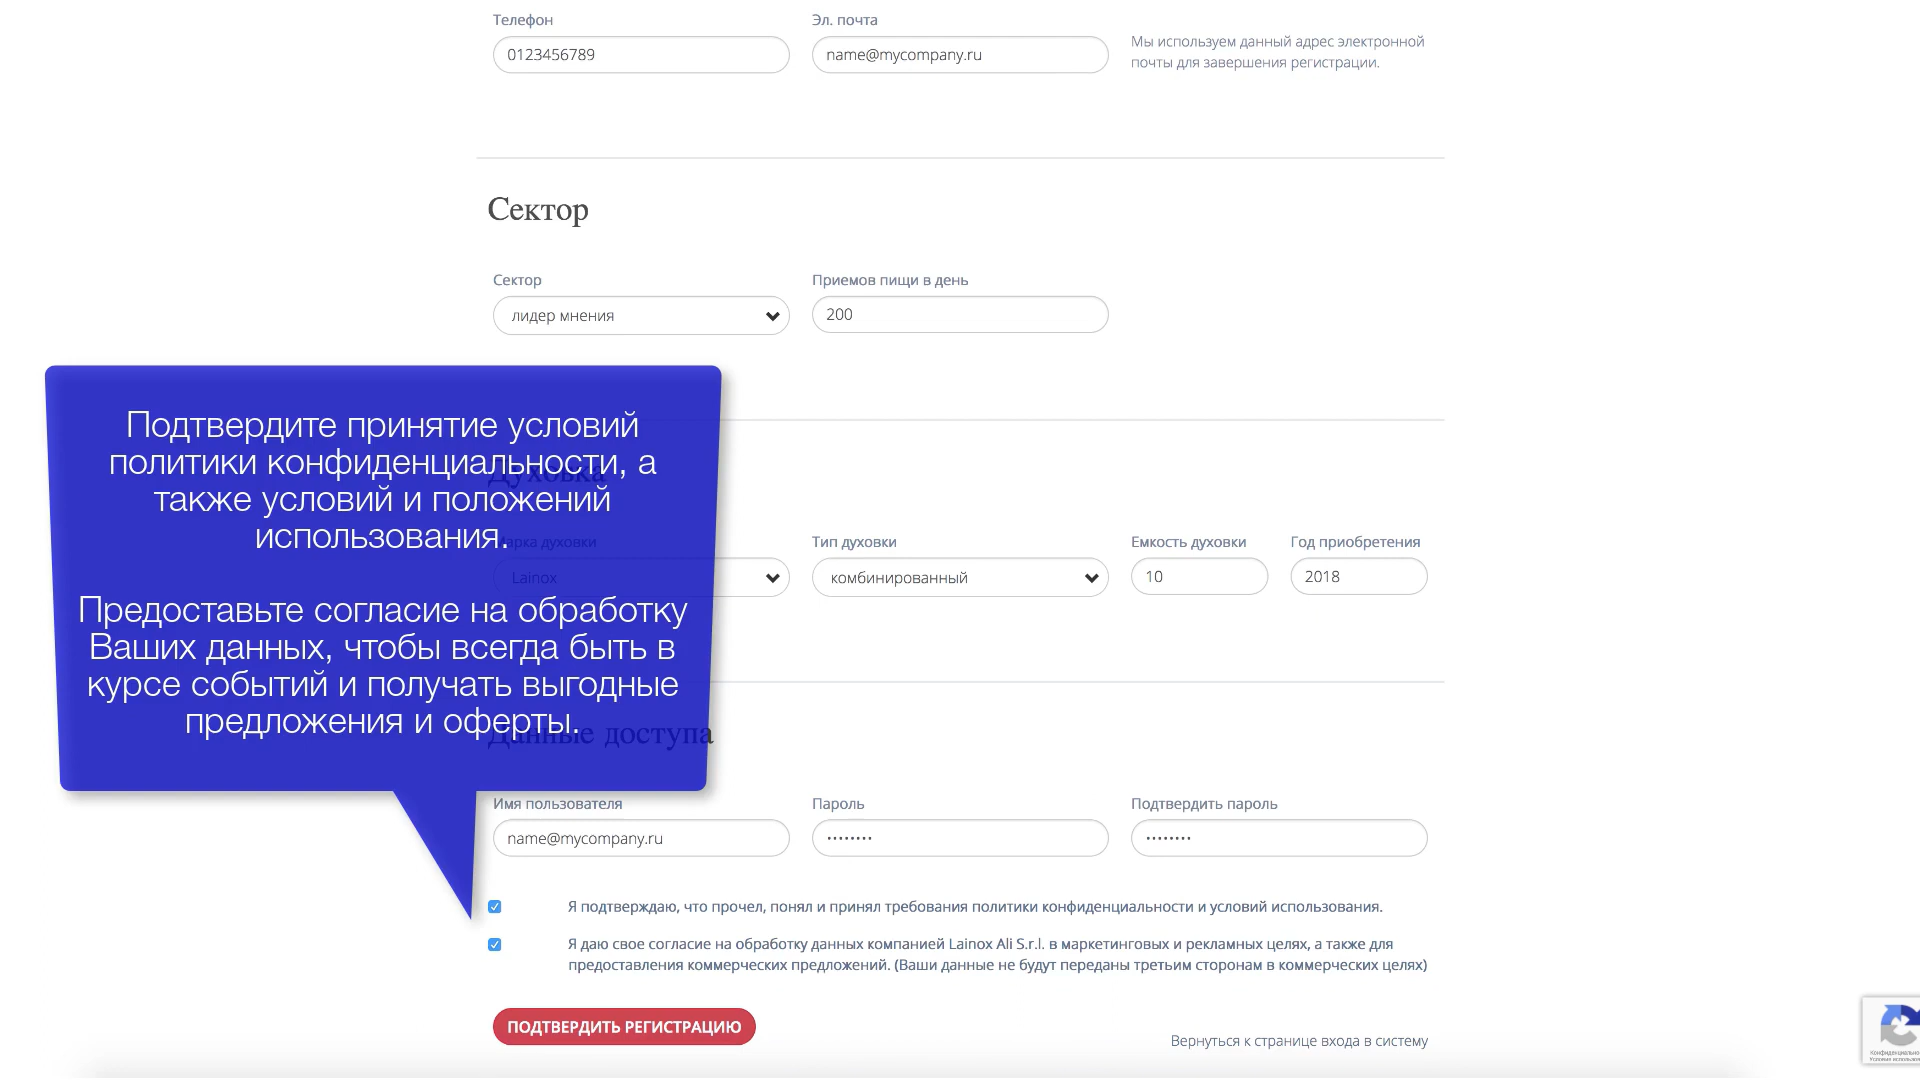 Телефон
Эл. почта
0123456789
name@mycompany.ru
Мы используем данный адрес электронной
почты для завершения регистрации.
Сектор
Сектор
Приемов пищи в день
лидер мнения
200
Подтвердите принятие условий
политики конфиденциальности, а
также условий и положений
использования.
Предоставьте согласие на обработку
Ваших данных, чтобы всегда быть в
курсе событий и получать выгодные
предложения и оферты.
Духовка
Марка духовки
Тип духовки
Емкость духовки
Год приобретения
Lainox
комбинированный
10
2018
Данные доступа
Имя пользователя
Пароль
Подтвердить пароль
name@mycompany.ru
••••••••
••••••••
Я подтверждаю, что прочел, понял и принял требования политики конфиденциальности и условий использования.
Я даю свое согласие на обработку данных компанией Lainox Ali S.r.l. в маркетинговых и рекламных целях, а также для
предоставления коммерческих предложений. (Ваши данные не будут переданы третьим сторонам в коммерческих целях)
ПОДТВЕРДИТЬ РЕГИСТРАЦИЮ
Вернуться к странице входа в систему